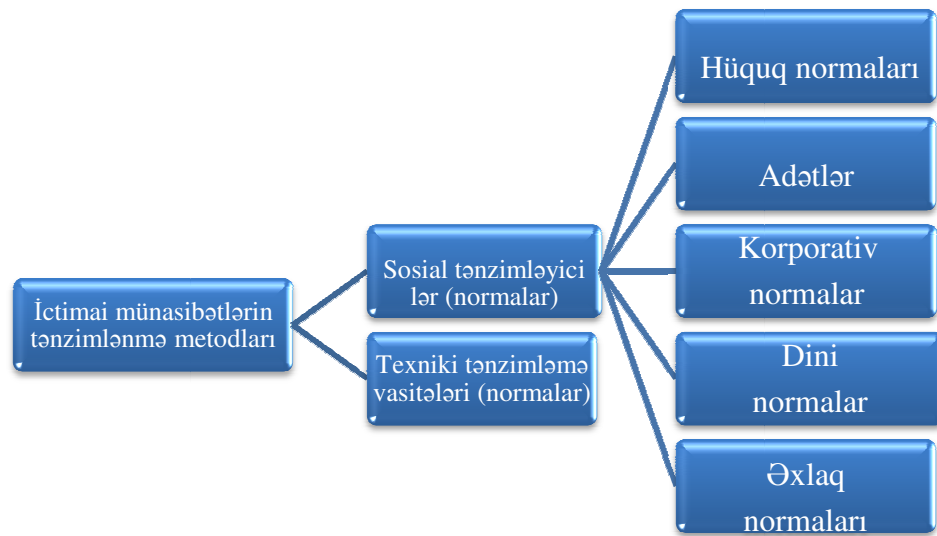 İctimai münasibətlərin
tənzimlənmə metodları
Sosial tənzimləyici
lər (normalar)
Texniki tənzimləmə
vasitələri (normalar)
Hüquq normaları
Adətlər
Korporativ
normalar
Dini
normalar
Əxlaq
normaları